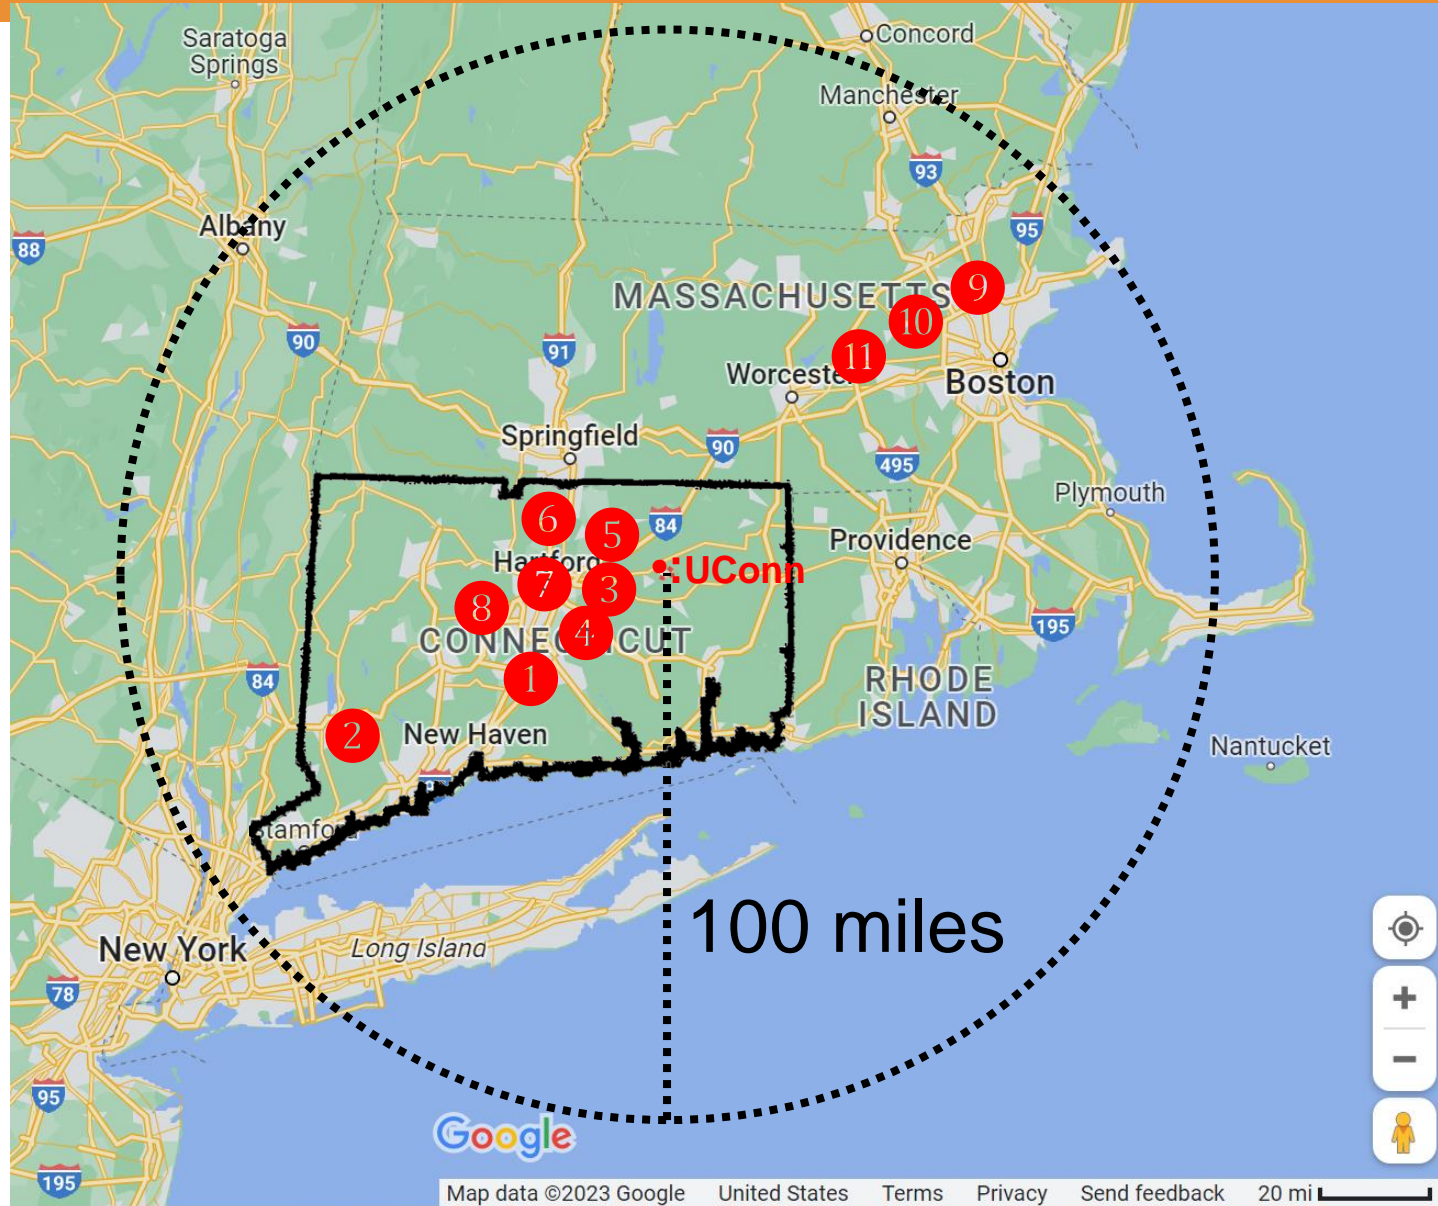 Saratoga
Springs
Concord
Manchester
93
Albany
88
95
MASSACHUSETTS
9
10
90
91
11
Worcester
Boston
Springfield
90
495
Plymouth
6
5
84
Hartford
Providence
:UConn
7
3
8
4
CONNECTICUT
195
84
1
RHODE
ISLAND
2
New Haven
Nantucket
Stamford
100 miles
New York
Long Island
78
95
Google
195
Map data ©2023 Google United States Terms Privacy Send feedback 20 mi